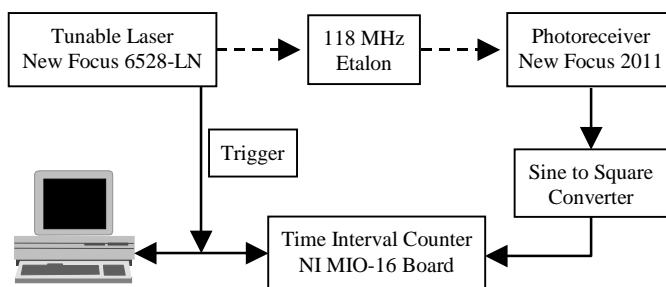 Tunable Laser
New Focus 6528-LN
118 MHz
Etalon
Photoreceiver
New Focus 2011
Trigger
Sine to Square
Converter
Time Interval Counter
NI MIO-16 Board